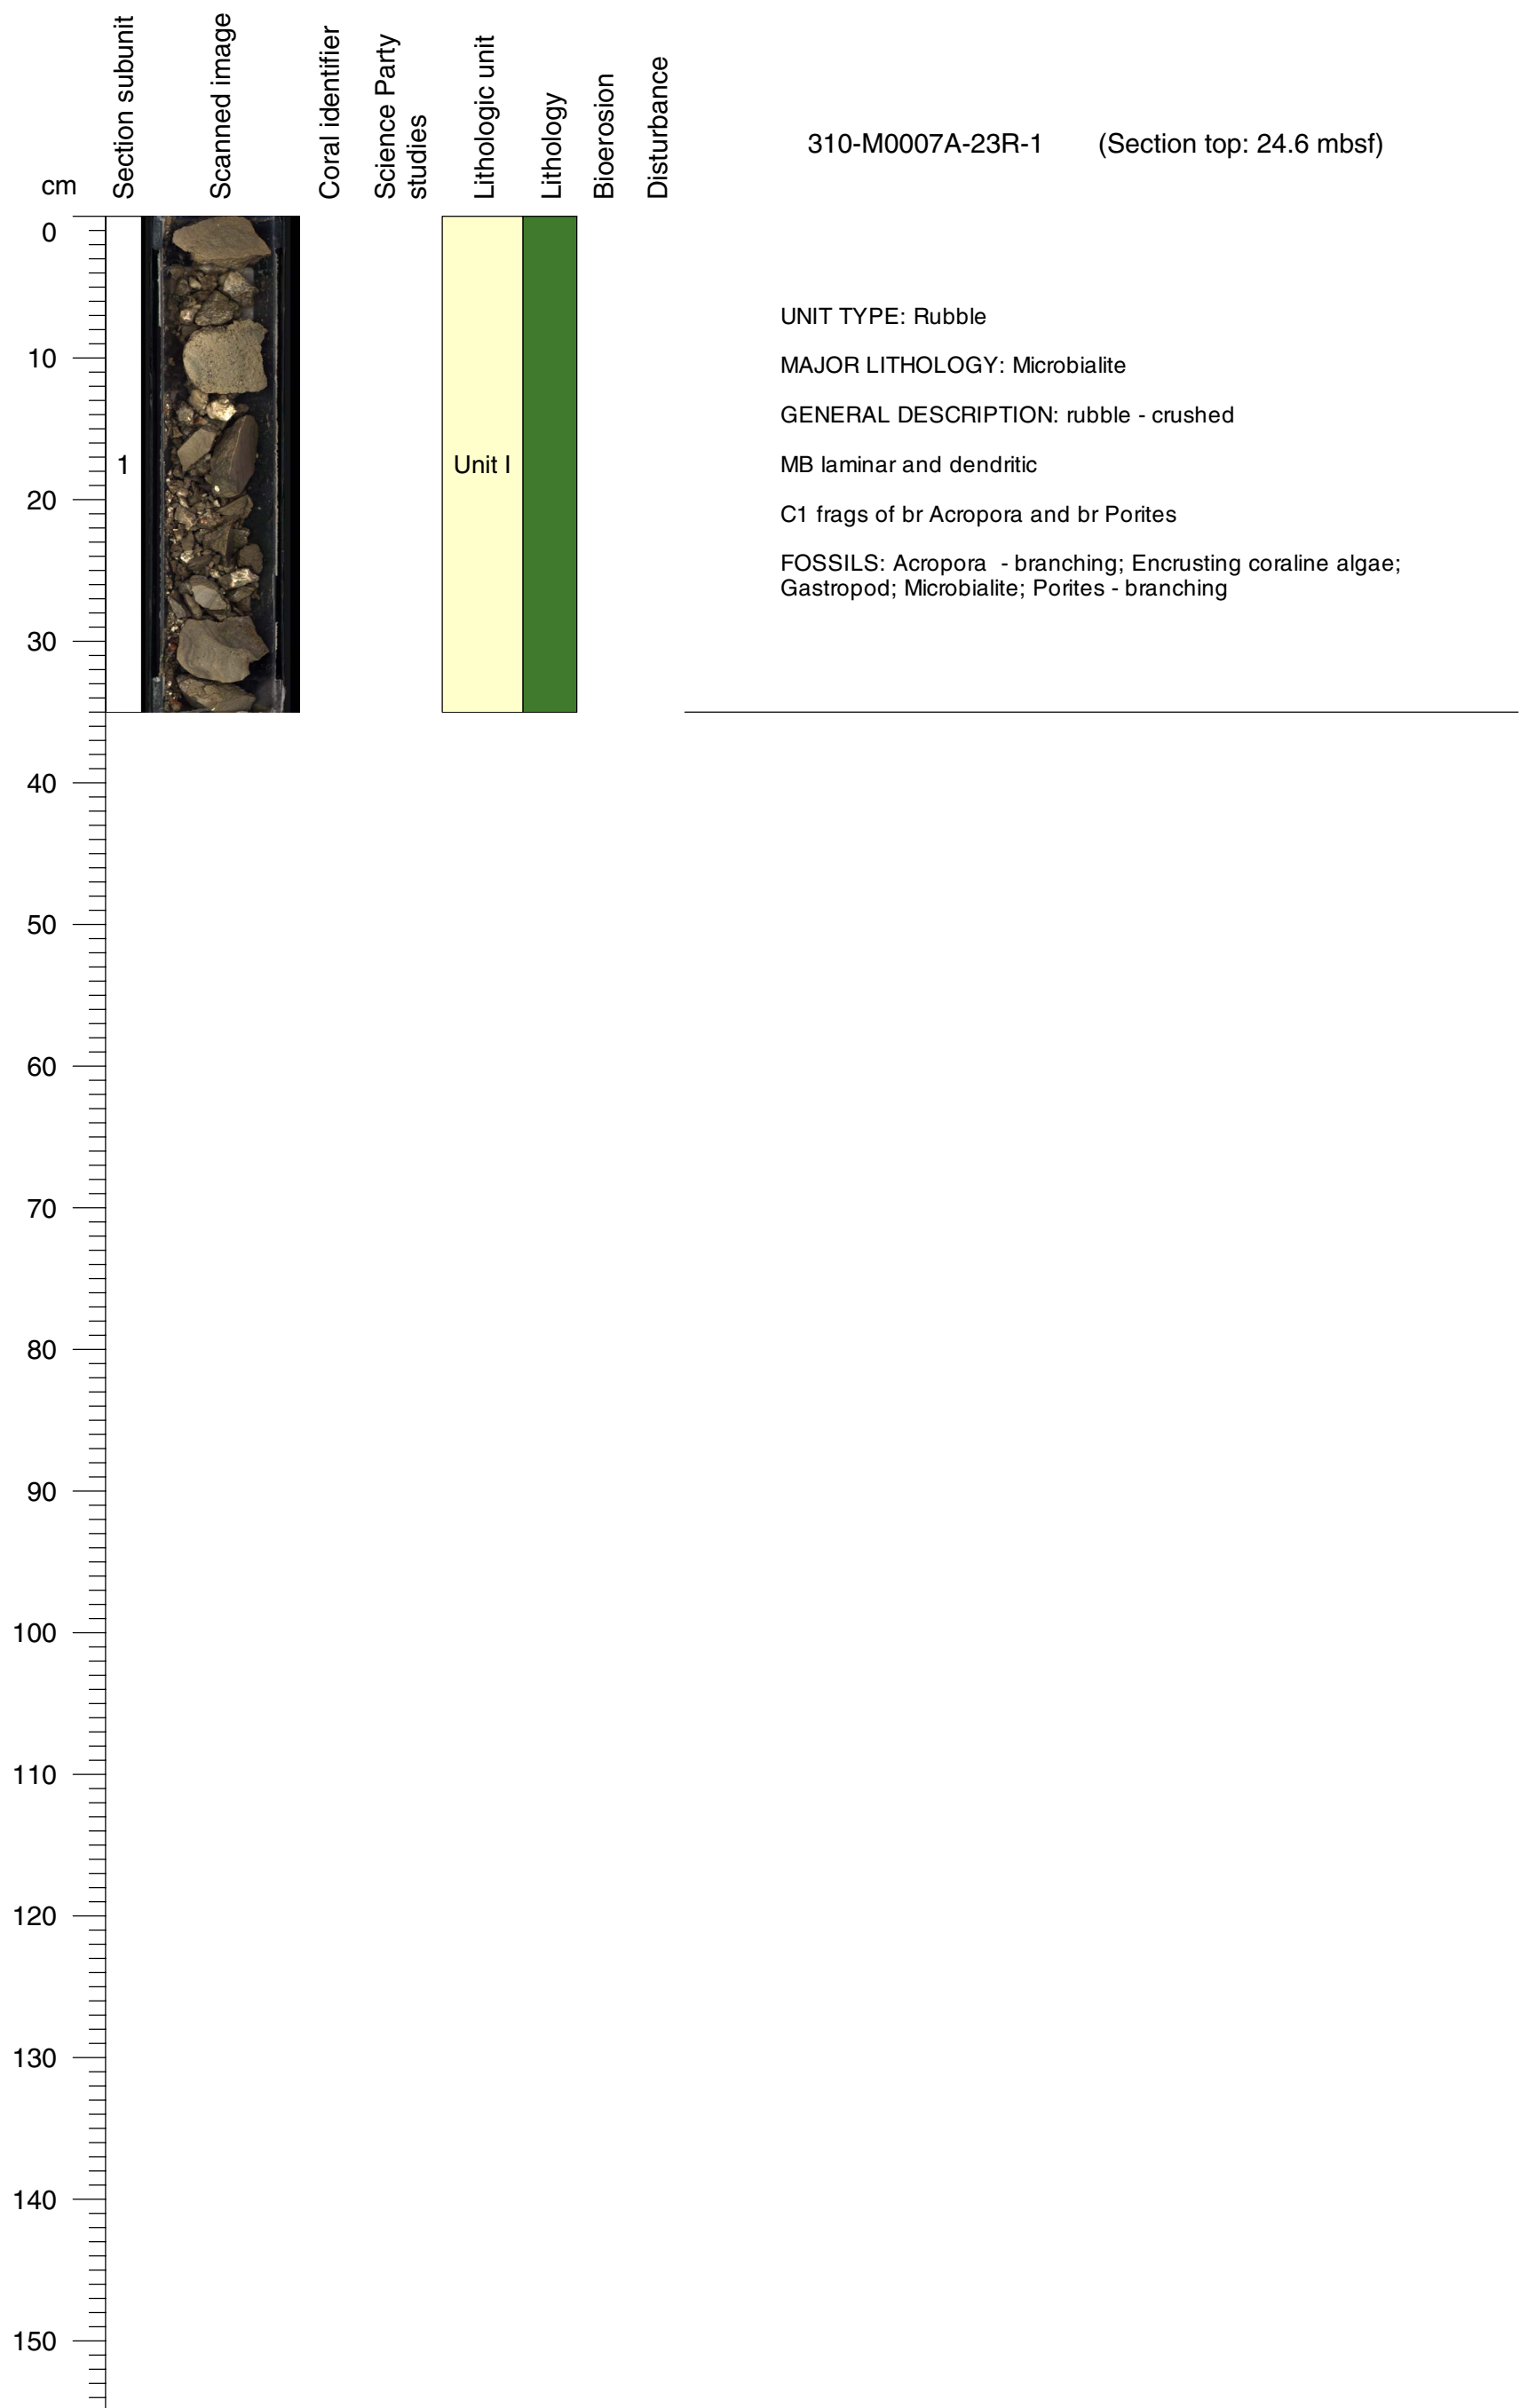 cm
Section subunit
Scanned image
Coral identifier
Science Party
studies
Lithologic unit
Lithology
Bioerosion
Disturbance
310-M0007A-23R-1 (Section top: 24.6 mbsf)
0
10
20
30
40
50
60
70
80
90
100
110
120
130
140
150
1
Unit I
UNIT TYPE: Rubble
MAJOR LITHOLOGY: Microbialite
GENERAL DESCRIPTION: rubble - crushed
MB laminar and dendritic
C1 frags of br Acropora and br Porites
FOSSILS: Acropora - branching; Encrusting coraline algae;
Gastropod; Microbialite; Porites - branching